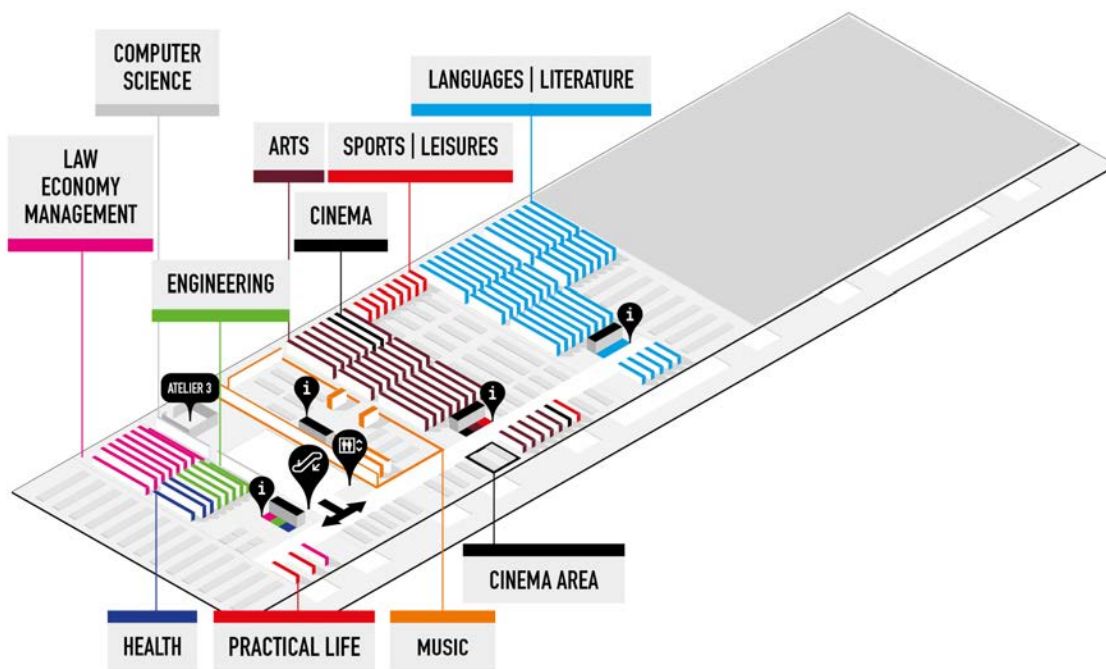 COMPUTER
SCIENCE
LANGUAGES | LITERATURE
ARTS
SPORTS | LEISURES
LAW
ECONOMY
MANAGEMENT
CINEMA
ENGINEERING
i
ATELIER 3
i
i
i
CINEMA AREA
HEALTH
PRACTICAL LIFE
MUSIC